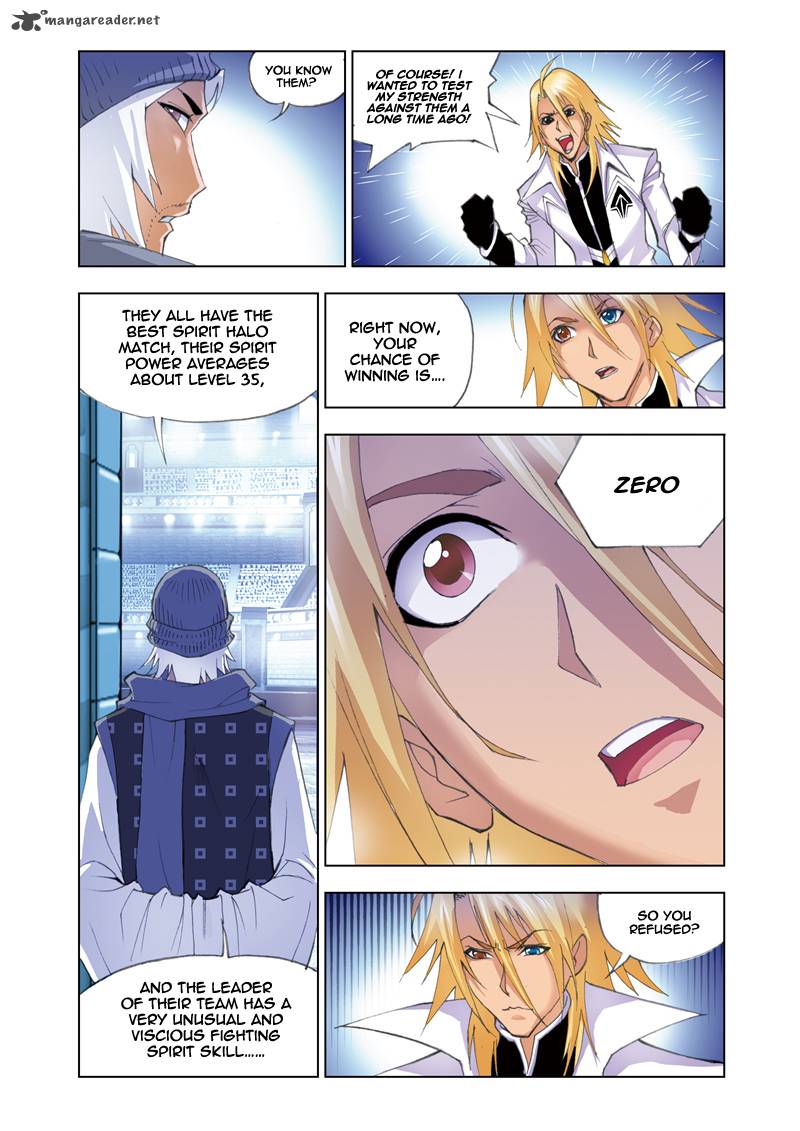 mangareader.net
YOU KNOW
THEM?
OF COURSE! I
WANTED TO TEST
MY STRENGTH
AGAINST THEM A
LONG TIME AGO!
THEY ALL HAVE THE
BEST SPIRIT HALO
MATCH, THEIR SPIRIT
POWER AVERAGES
ABOUT LEVEL 35,
AND THE LEADER
OF THEIR TEAM HAS A
VERY UNUSUAL AND
VISCIOUS FIGHTING
SPIRIT SKILL......
RIGHT NOW,
YOUR
CHANCE OF
WINNING IS....
ZERO
SO YOU
REFUSED?